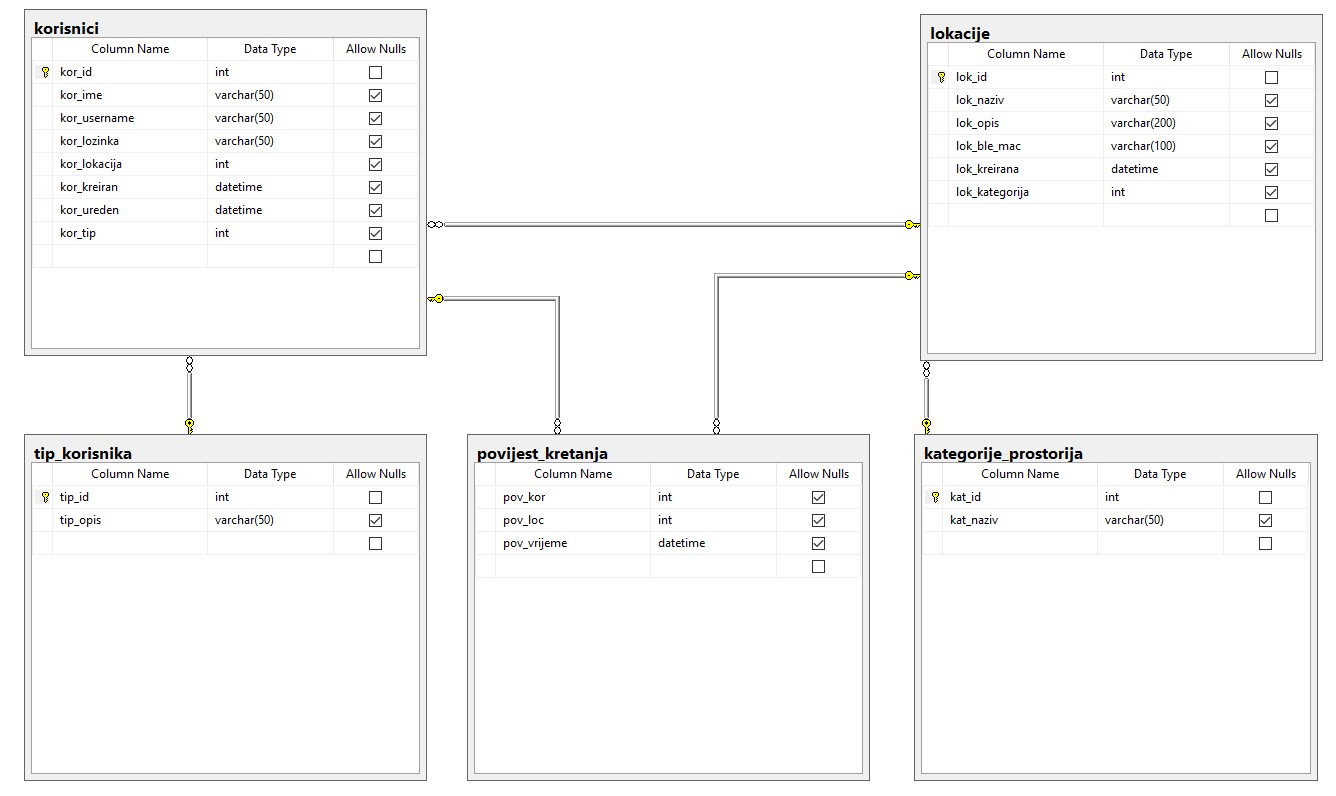 korisnici
Column Name Data Type Allow Nulls
kor_id int
kor_ime varchar(50)
kor_username varchar(50)
kor_lozinka varchar(50)
kor_lokacija int
kor_kreiran datetime
kor_ureden datetime
kor_tip int
lokacije
Column Name Data Type Allow Nulls
lok_id int
lok_naziv varchar(50)
lok_opis varchar(200)
lok_ble_mac varchar(100)
lok_kreirana datetime
lok_kategorija int
tip_korisnika
Column Name Data Type Allow Nulls
tip_id int
tip_opis varchar(50)
povijest_kretanja
Column Name Data Type Allow Nulls
pov_kor int
pov_loc int
pov_vrijeme datetime
kategorije_prostorija
Column Name Data Type Allow Nulls
kat_id int
kat_naziv varchar(50)